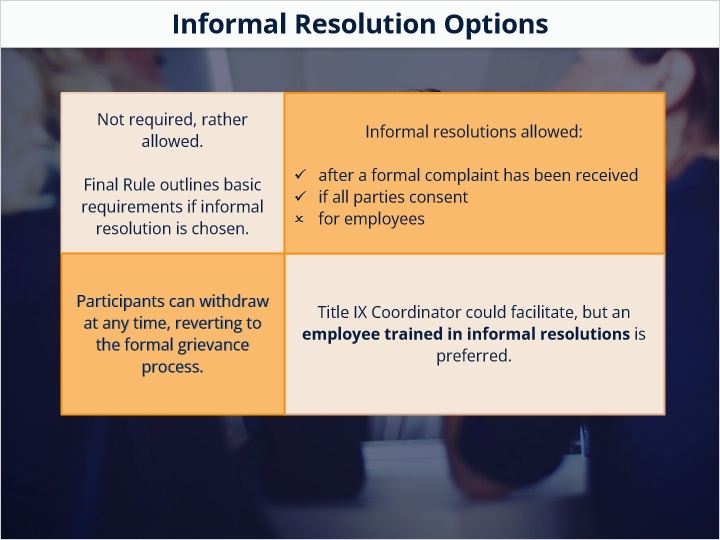 Informal Resolution Options
Not required, rather
allowed.
Final Rule outlines basic
requirements if informal
resolution is chosen.
Informal resolutions allowed:
✓ after a formal complaint has been received
✓ if all parties consent
× for employees
Participants can withdraw
at any time, reverting to
the formal grievance
process.
Title IX Coordinator could facilitate, but an
employee trained in informal resolutions is
preferred.